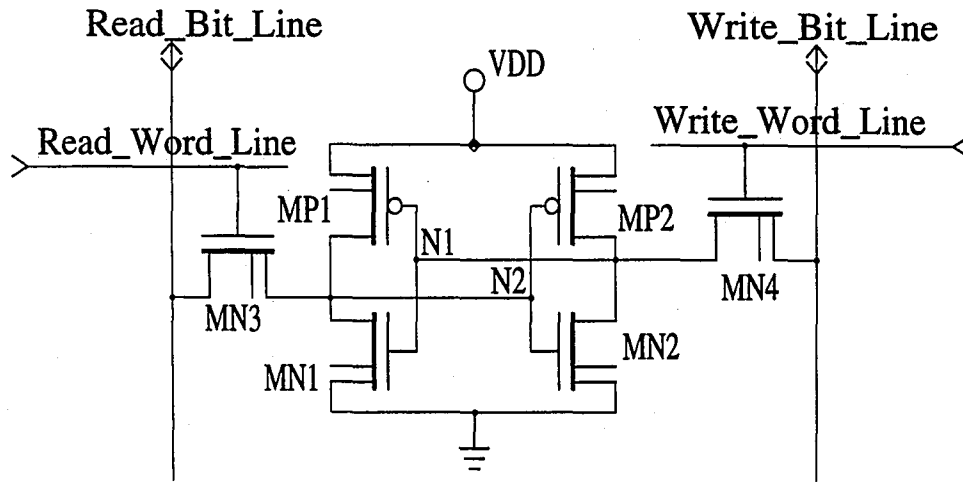 Read_Bit_Line
Write_Bit_Line
VDD
Read_Word_Line
Write_Word_Line
MP1
MP2
N1
N2
MN3
MN4
MN1
MN2